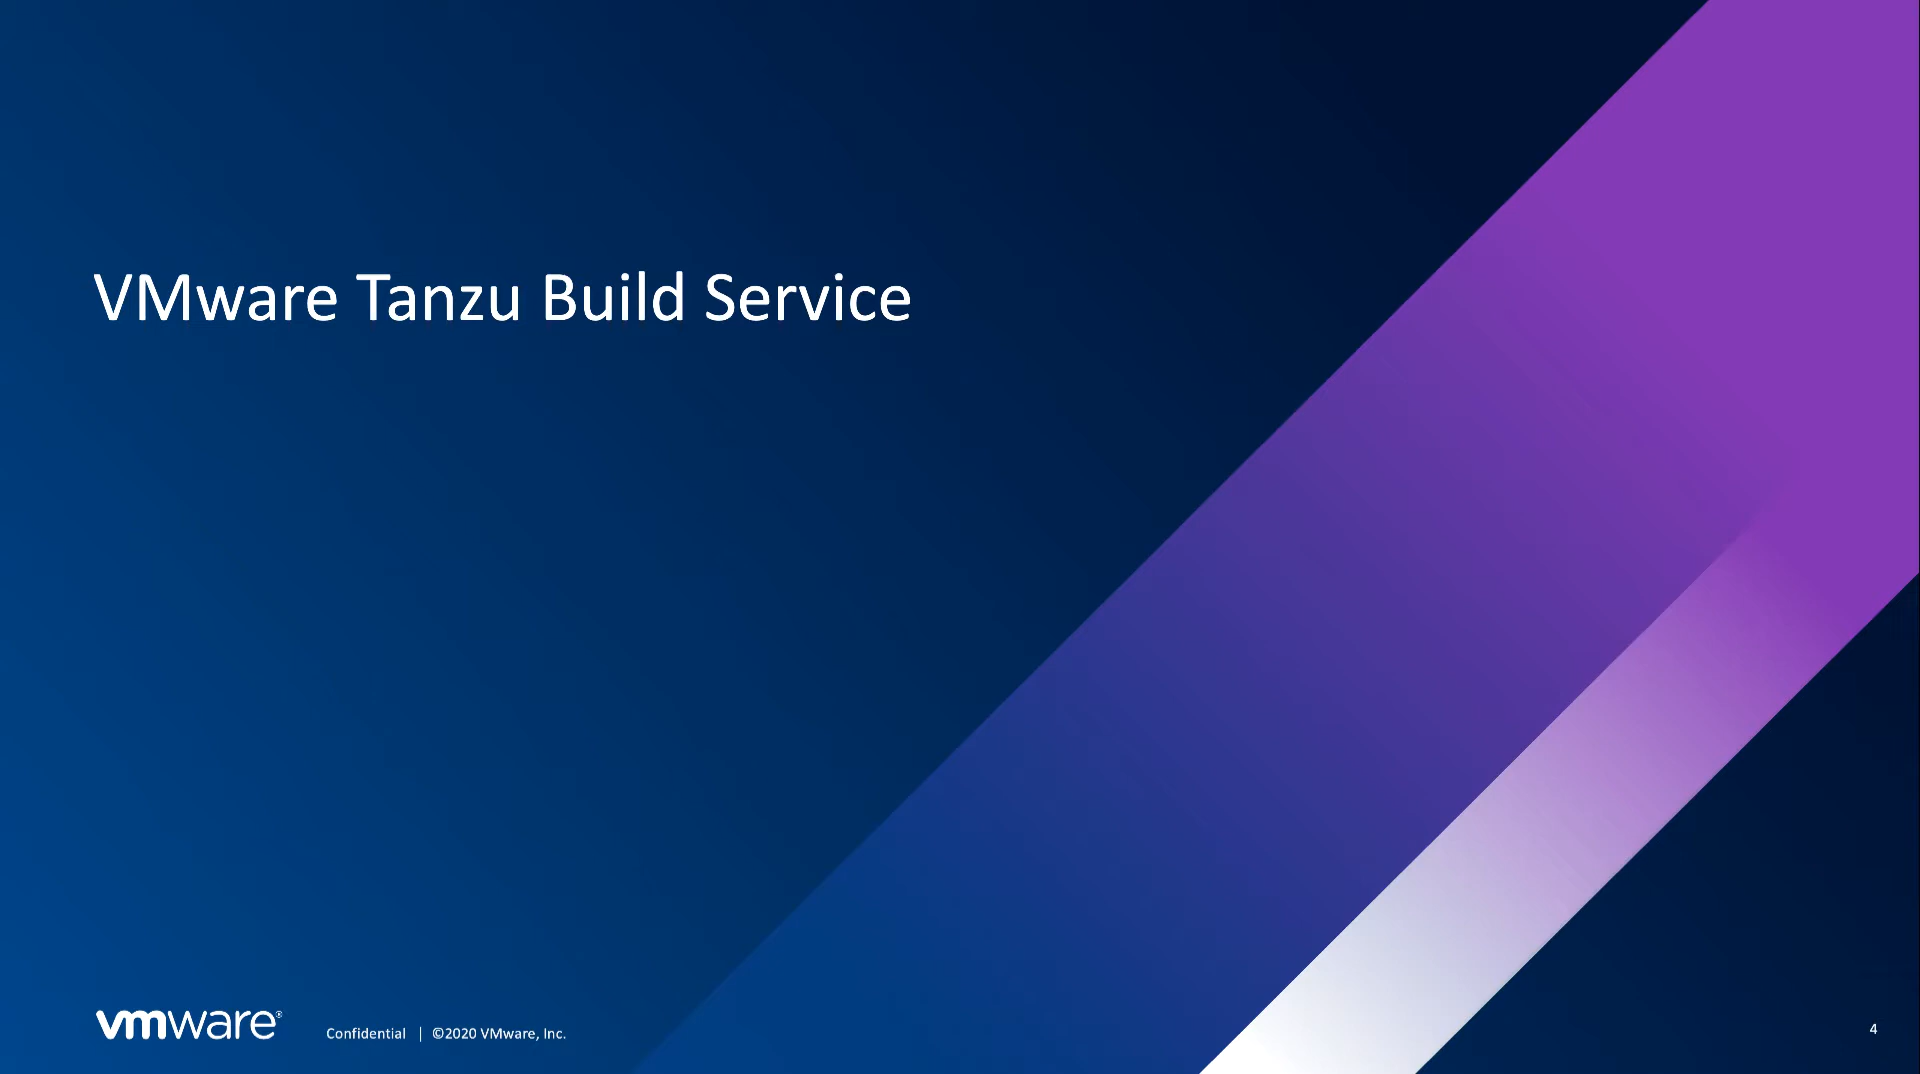 VMware Tanzu Build Service
vmware®
Confidential | ©2020 VMware, Inc.
4